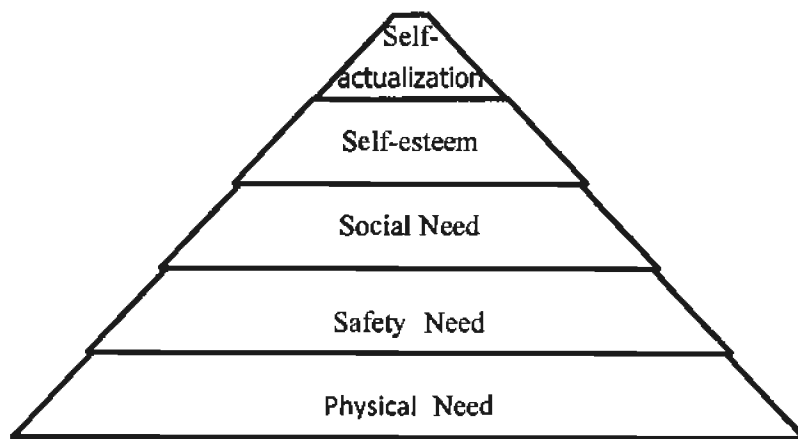 Self-
actualization
Self-esteem
Social Need
Safety Need
Physical Need